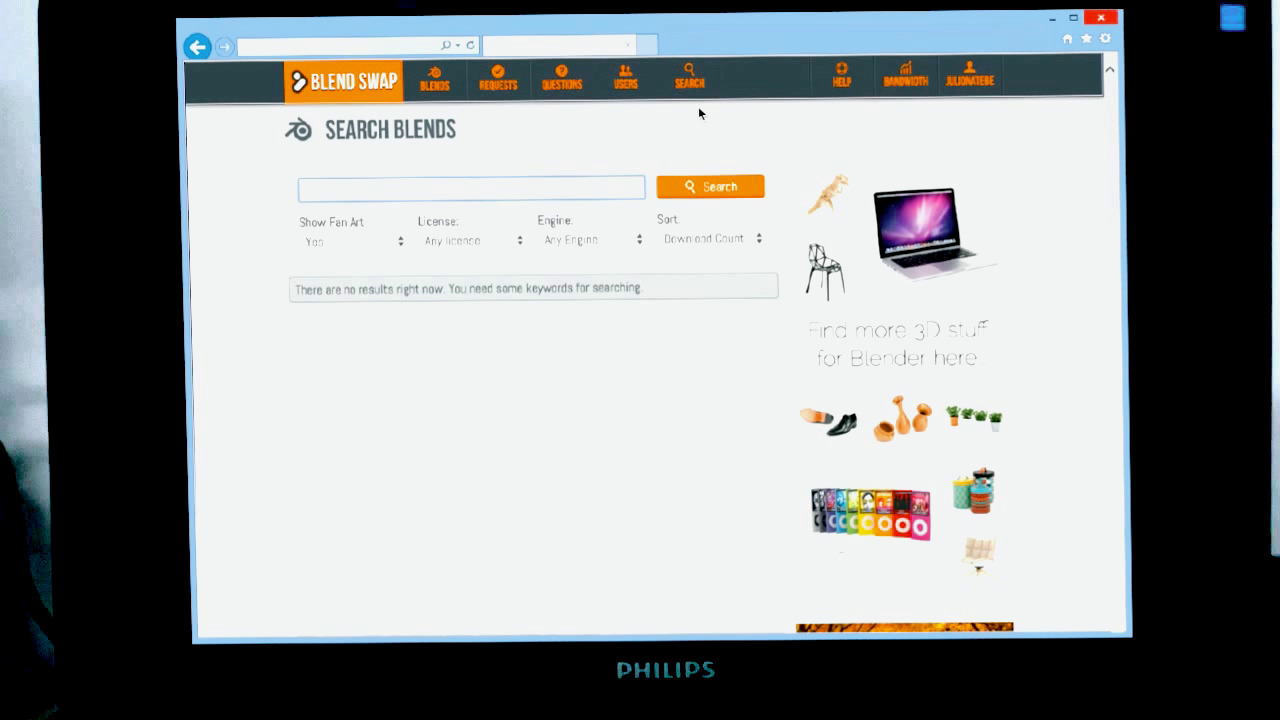 BLEND SWAP
BLENDS
REQUESTS
QUESTIONS
USERS
SEARCH
HELP
BANDWIDTH
JULIONATEBE
SEARCH BLENDS
Search
Show Fan Art
License:
Engine:
Sort:
Yes
Any license
Any Engine
Download Count
There are no results right now. You need some keywords for searching.
Find more 3D stuff
for Blender here.
PHILIPS